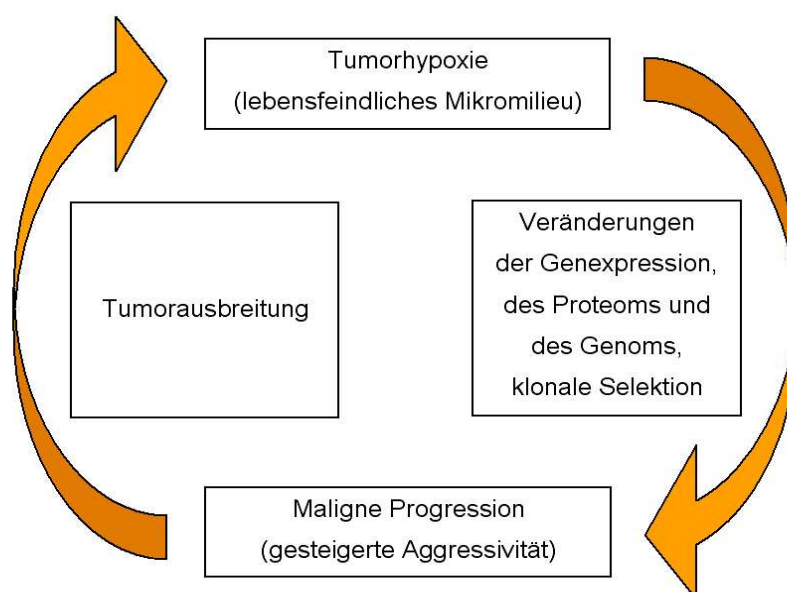 Tumorhypoxie
(lebensfeindliches Mikromilieu)
Tumorausbreitung
Veränderungen
der Genexpression,
des Proteoms und
des Genoms,
klonale Selektion
Maligne Progression
(gesteigerte Aggressivität)